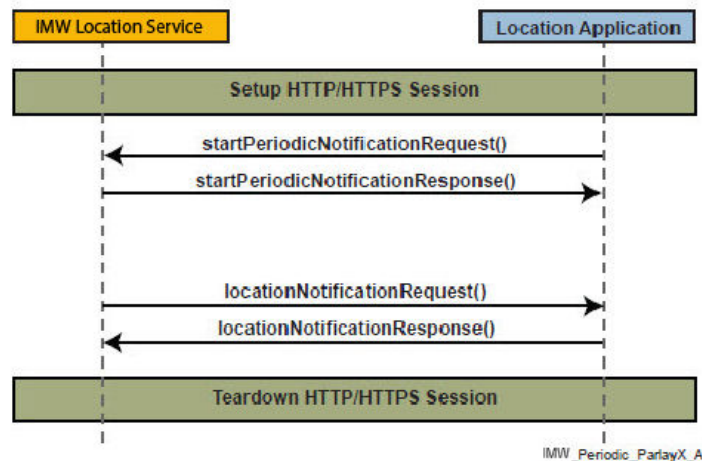 IMW Location Service
Location Application
Setup HTTP/HTTPS Session
startPeriodicNotificationRequest()
startPeriodicNotificationResponse()
locationNotificationRequest()
locationNotificationResponse()
Teardown HTTP/HTTPS Session
IMW_Periodic_ParlayX_A